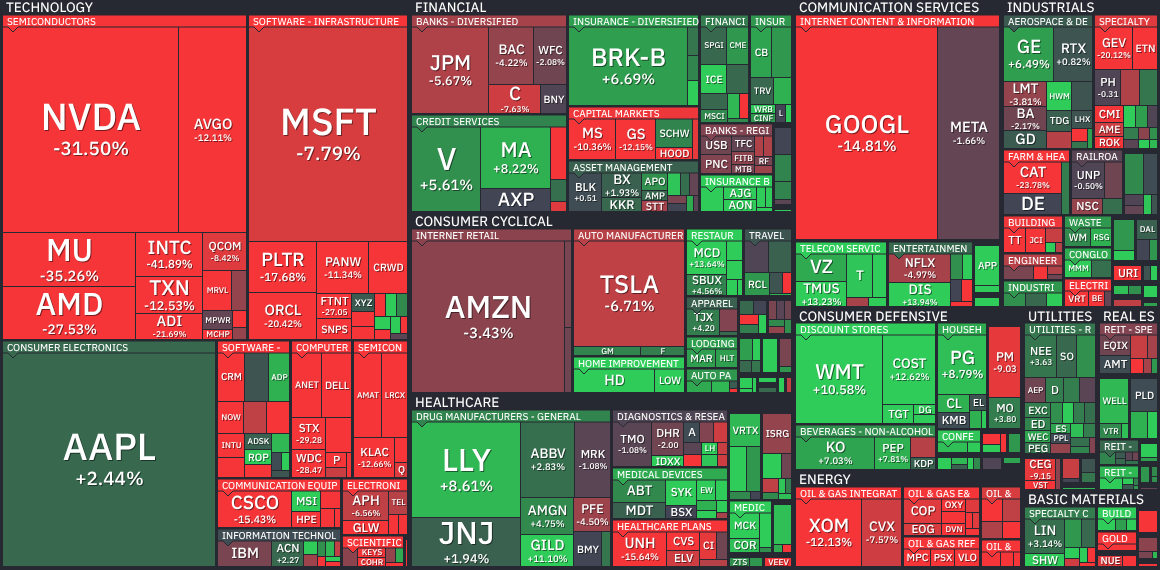 TECHNOLOGY
SEMICONDUCTORS
NVDA
-31.50%
AVGO
-12.11%
MU
-35.26%
AMD
-27.53%
INTC
-41.89%
TXN
-12.53%
ADI
-21.69%
QCOM
-8.42%
MRVL
MPWR
MCHP
SOFTWARE - INFRASTRUCTURE
MSFT
-7.79%
PLTR
-17.68%
ORCL
-20.42%
PANW
-11.34%
CRWD
FTNT
-27.05
XYZ
SNPS
CONSUMER ELECTRONICS
AAPL
+2.44%
SOFTWARE -
CRM
ADP
NOW
INTU
ADSK
ROP
COMPUTER
ANET
DELL
STX
-29.28
WDC
-28.47
P
SEMICON
AMAT
LRCX
KLAC
-12.66%
Q
COMMUNICATION EQUIP
CSCO
-15.43%
MSI
HPE
ELECTRONI
APH
-6.56%
TEL
GLW
INFORMATION TECHNOL
IBM
ACN
+2.27
SCIENTIFIC
KEYS
COHR
FINANCIAL
BANKS - DIVERSIFIED
JPM
-5.67%
BAC
-4.22%
WFC
-2.08%
C
-7.63%
BNY
CREDIT SERVICES
V
+5.61%
MA
+8.22%
AXP
INSURANCE - DIVERSIFIED
BRK-B
+6.69%
CAPITAL MARKETS
MS
-10.36%
GS
-12.15%
SCHW
HOOD
ASSET MANAGEMENT
BLK
+0.51
BX
+1.93%
KKR
APO
AMP
STT
FINANCI
SPGI
CME
ICE
MSCI
INSUR
CB
TRV
WRB
CINF
L
BANKS - REGI
USB
TFC
PNC
FITB
RF
MTB
INSURANCE B
AJG
AON
CONSUMER CYCLICAL
INTERNET RETAIL
AMZN
-3.43%
AUTO MANUFACTURER
TSLA
-6.71%
GM
F
HOME IMPROVEMENT
HD
LOW
RESTAUR
MCD
+13.64%
SBUX
+4.56%
TRAVEL
RCL
APPAREL
TJX
+4.20
LODGING
MAR
HLT
AUTO PA
HEALTHCARE
DRUG MANUFACTURERS - GENERAL
LLY
+8.61%
JNJ
+1.94%
ABBV
+2.83%
MRK
-1.08%
AMGN
+4.75%
PFE
-4.50%
GILD
+11.10%
BMY
DIAGNOSTICS & RESEA
TMO
-1.08%
DHR
-2.00
A
LH
IDXX
MEDICAL DEVICES
ABT
SYK
EW
MDT
BSX
HEALTHCARE PLANS
UNH
-15.64%
CVS
CI
ELV
VRTX
ISRG
MEDIC
MCK
COR
ZTS
VEEV
COMMUNICATION SERVICES
INTERNET CONTENT & INFORMATION
GOOGL
-14.81%
META
-1.66%
TELECOM SERVIC
VZ
T
TMUS
+13.23%
ENTERTAINMEN
NFLX
-4.97%
DIS
+13.94%
APP
INDUSTRIALS
AEROSPACE & DE
GE
+6.49%
RTX
+0.82%
LMT
-3.81%
HWM
BA
-2.17%
TDG
LHX
GD
SPECIALTY
GEV
-20.12%
ETN
PH
-0.31
CMI
AME
ROK
FARM & HEA
CAT
-23.78%
DE
RAILROA
UNP
-0.50%
NSC
BUILDING
TT
JCI
WASTE
WM
RSG
DAL
ENGINEER
CONGLO
MMM
URI
INDUSTRI
ELECTRI
VRT
BE
CONSUMER DEFENSIVE
DISCOUNT STORES
WMT
+10.58%
COST
+12.62%
TGT
DG
HOUSEH
PG
+8.79%
CL
EL
KMB
PM
-9.03
MO
+3.80
BEVERAGES - NON-ALCOHOL
KO
+7.03%
PEP
+7.81%
KDP
CONFE
ENERGY
OIL & GAS INTEGRAT
XOM
-12.13%
CVX
-7.57%
OIL & GAS E&
COP
OXY
EOG
DVN
OIL & GAS REF
MPC
PSX
VLO
OIL &
OIL &
UTILITIES
UTILITIES - R
NEE
+3.63
SO
AEP
D
EXC
ED
ES
WEC
PPL
PEG
CEG
-9.15
VST
REAL ES
REIT - SPE
EQIX
AMT
WELL
PLD
VTR
REIT -
REIT -
BASIC MATERIALS
SPECIALTY C
LIN
+3.14%
SHW
BUILD
GOLD
NUE